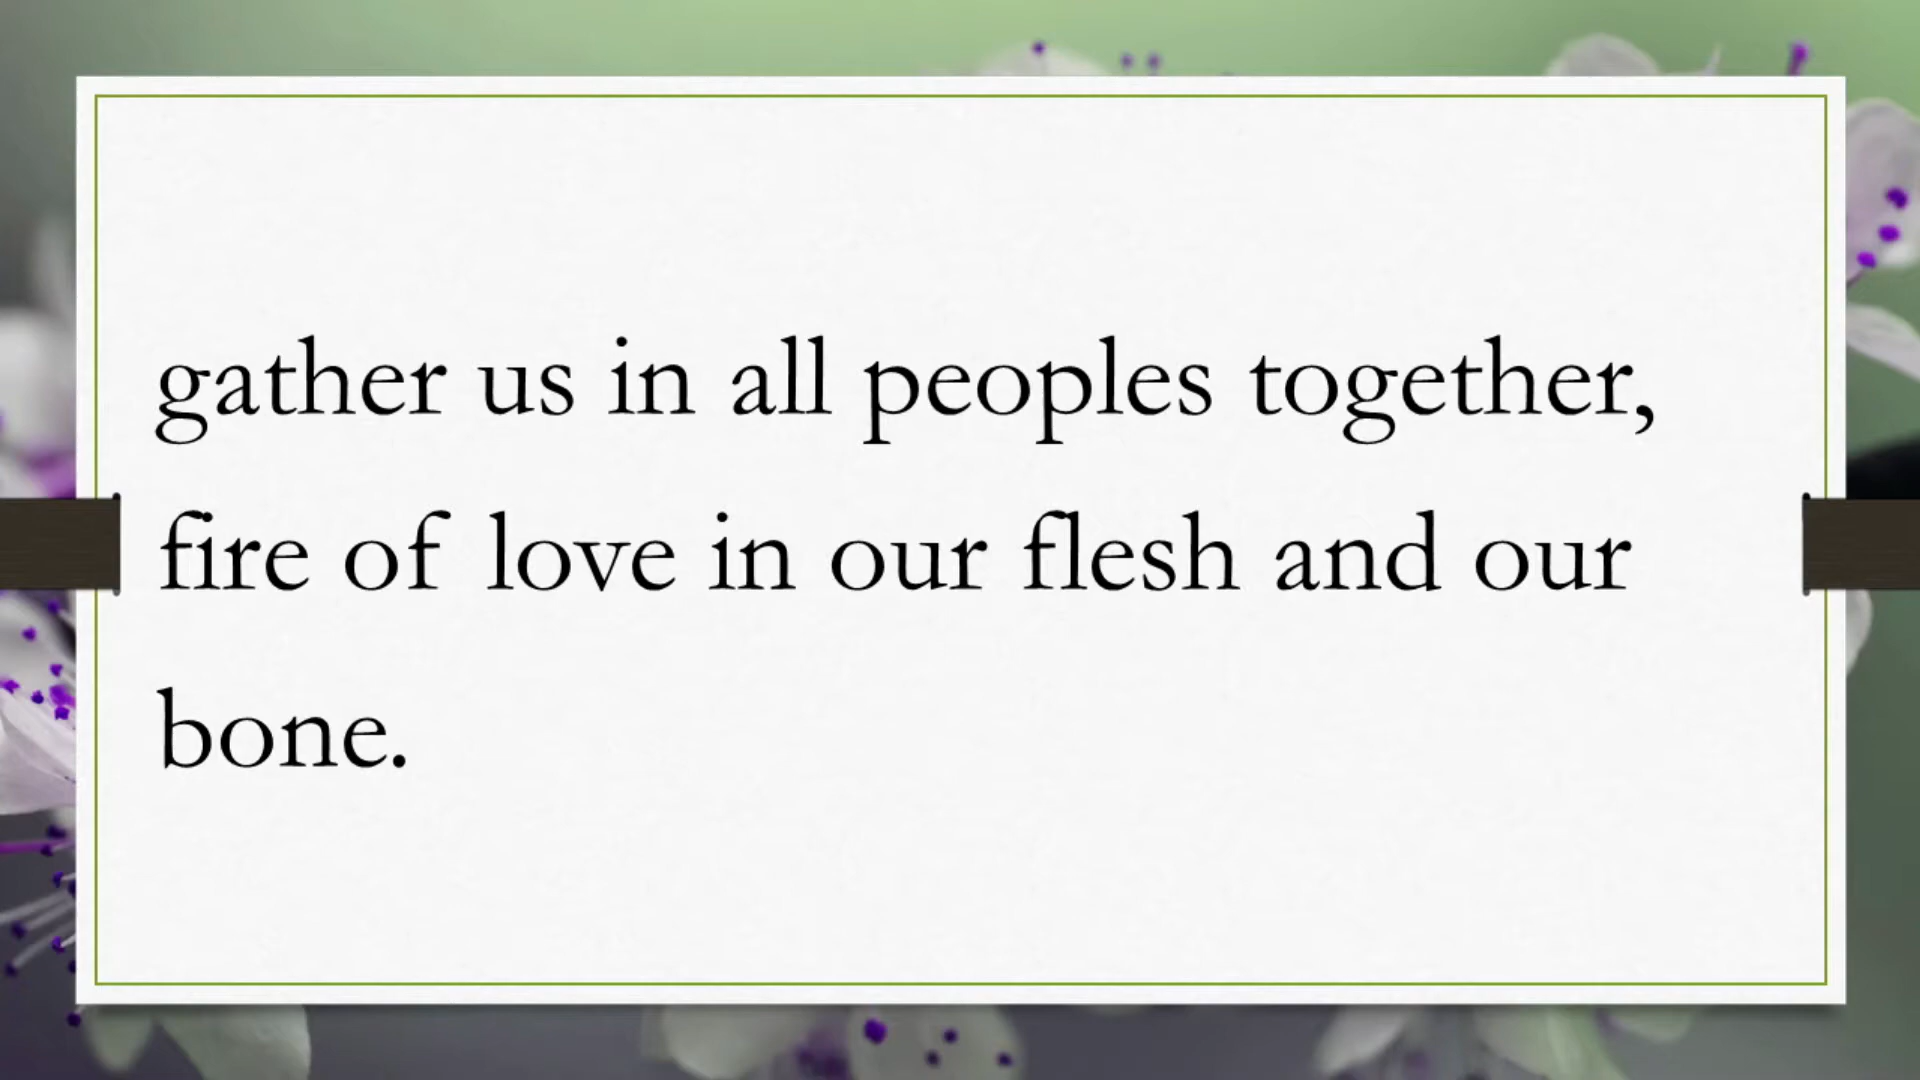 gather us in all peoples together,
fire of love in our flesh and our
bone.